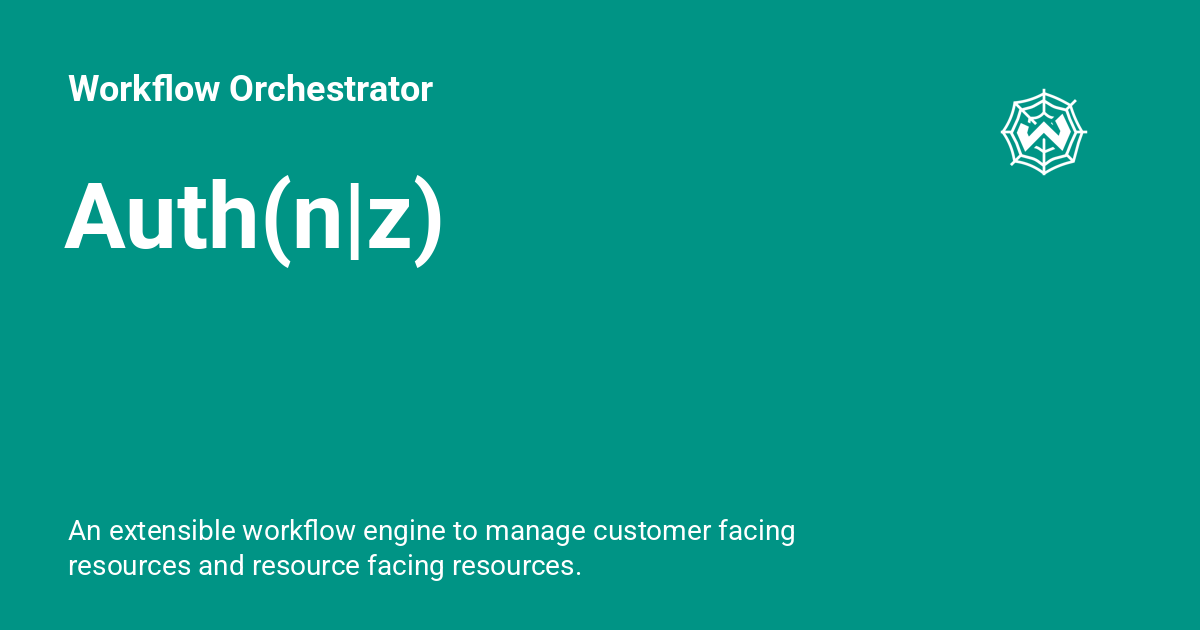 Workflow Orchestrator
Auth(n|z)
An extensible workflow engine to manage customer facing
resources and resource facing resources.